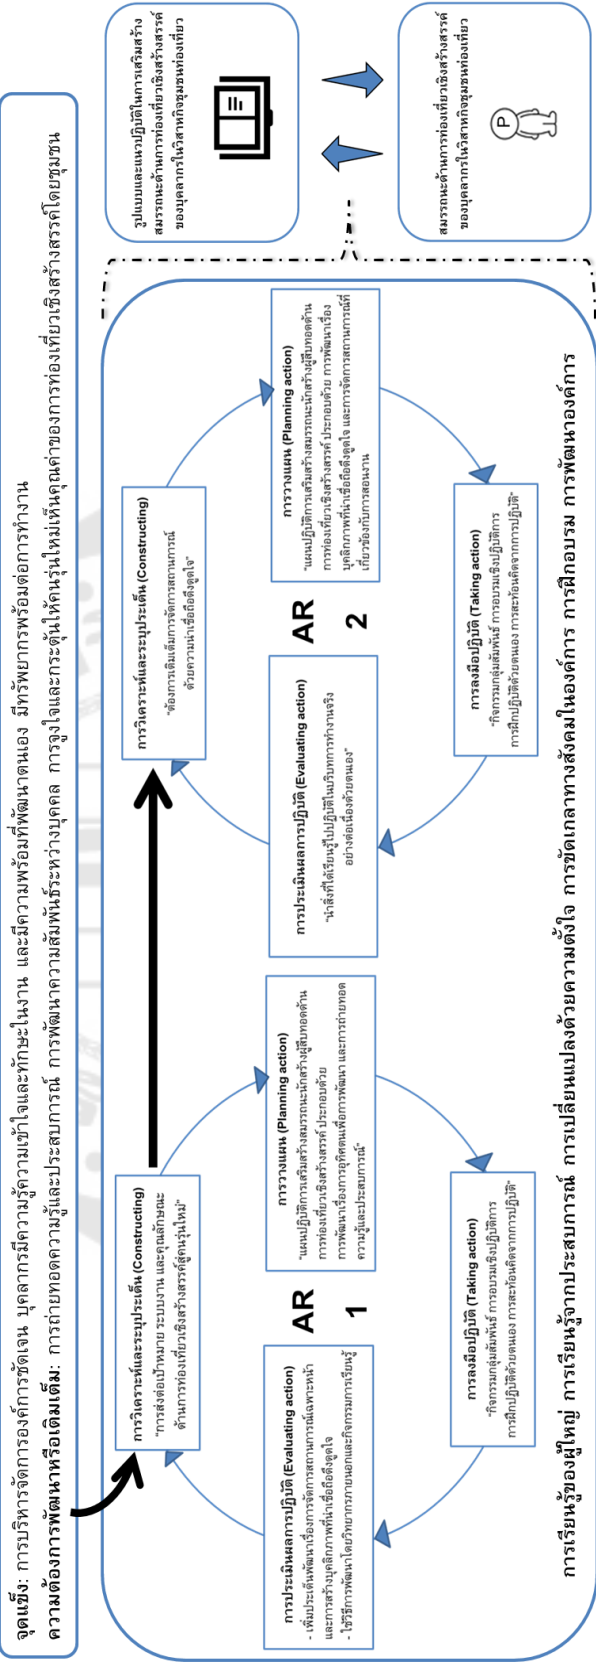 จุดแข็ง: การบริหารจัดการองค์การชัดเจน บุคลากรมีความรู้ความเข้าใจและทักษะในงาน และมีความพร้อมที่พัฒนาตนเอง มีทรัพยากรพร้อมต่อการทำงาน
ความต้องการพัฒนาหรือเติมเต็ม: การถ่ายทอดความรู้และประสบการณ์ การพัฒนาความสัมพันธ์ระหว่างบุคคล การจูงใจและกระตุ้นให้คนรุ่นใหม่เห็นคุณค่าของการท่องเที่ยวเชิงสร้างสรรค์โดยชุมชน
การวิเคราะห์และระบุประเด็น (Constructing)
"การส่งต่อเป้าหมาย ระบบงาน และคุณลักษณะ
ด้านการท่องเที่ยวเชิงสร้างสรรค์สู่คนรุ่นใหม่"
การวางแผน (Planning action)
"แผนปฏิบัติการเสริมสร้างสมรรถนะนักสร้างผู้สืบทอดด้าน
การท่องเที่ยวเชิงสร้างสรรค์ ประกอบด้วย
การพัฒนาเรื่องการอุทิศตนเพื่อการพัฒนา และการถ่ายทอด
ความรู้และประสบการณ์"
AR
1
การลงมือปฏิบัติ (Taking action)
"กิจกรรมกลุ่มสัมพันธ์ การอบรมเชิงปฏิบัติการ
การฝึกปฏิบัติด้วยตนเอง การสะท้อนคิดจากการปฏิบัติ"
การประเมินผลการปฏิบัติ (Evaluating action)
- เพิ่มประเด็นพัฒนาเรื่องการจัดการสถานการณ์เฉพาะหน้า
และการสร้างบุคลิกภาพที่น่าเชื่อถือดึงดูดใจ
- ใช้วิธีการพัฒนาโดยวิทยากรภายนอกและกิจกรรมการเรียนรู้
การวิเคราะห์และระบุประเด็น (Constructing)
"ต้องการเติมเต็มการจัดการสถานการณ์
ด้วยความน่าเชื่อถือดึงดูดใจ"
การวางแผน (Planning action)
"แผนปฏิบัติการเสริมสร้างสมรรถนะนักสร้างผู้สืบทอดด้าน
การท่องเที่ยวเชิงสร้างสรรค์ ประกอบด้วย การพัฒนาเรื่อง
บุคลิกภาพที่น่าเชื่อถือดึงดูดใจ และการจัดการสถานการณ์ที่
เกี่ยวข้องกับการสอนงาน
AR
2
การลงมือปฏิบัติ (Taking action)
"กิจกรรมกลุ่มสัมพันธ์ การอบรมเชิงปฏิบัติการ
การฝึกปฏิบัติด้วยตนเอง การสะท้อนคิดจากการปฏิบัติ"
การประเมินผลการปฏิบัติ (Evaluating action)
"นำสิ่งที่ได้เรียนรู้ไปปฏิบัติในบริบทการทำงานจริง
อย่างต่อเนื่องด้วยตนเอง"
การเรียนรู้ของผู้ใหญ่ การเรียนรู้จากประสบการณ์ การเปลี่ยนแปลงด้วยความตั้งใจ การขัดเกลาทางสังคมในองค์การ การฝึกอบรม การพัฒนาองค์การ
รูปแบบและแนวปฏิบัติในการเสริมสร้าง
สมรรถนะด้านการท่องเที่ยวเชิงสร้างสรรค์
ของบุคลากรในวิสาหกิจชุมชนท่องเที่ยว
สมรรถนะด้านการท่องเที่ยวเชิงสร้างสรรค์
ของบุคลากรในวิสาหกิจชุมชนท่องเที่ยว
P